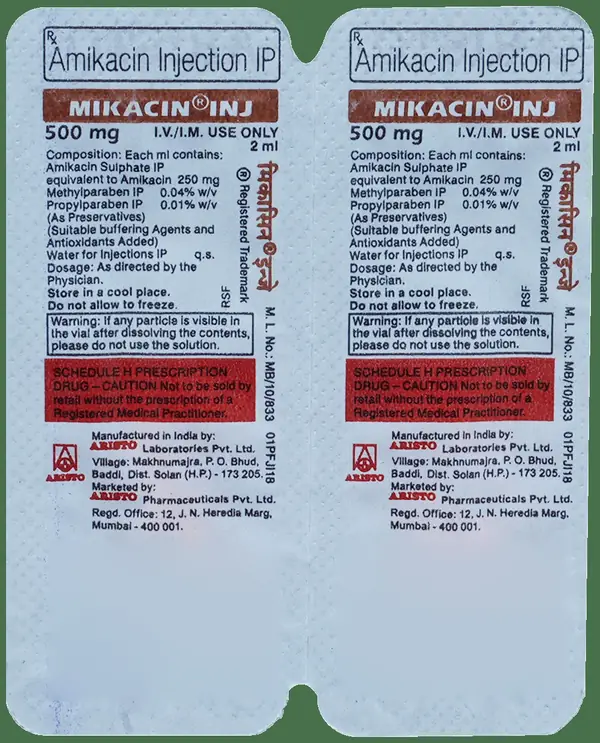 Rx
Amikacin Injection IP
MIKACIN® INJ
500 mg I.V./I.M. USE ONLY
2 ml
Composition: Each ml contains:
Amikacin Sulphate IP
equivalent to Amikacin 250 mg
Methylparaben IP 0.04% w/v
Propylparaben IP 0.01% w/v
(As Preservatives)
(Suitable buffering Agents and
Antioxidants Added)
Water for Injections IP q.s.
Dosage: As directed by the
Physician.
Store in a cool place.
Do not allow to freeze.
मिकासिन® इन्जे
® Registered Trademark
RSF
Warning: If any particle is visible in
the vial after dissolving the contents,
please do not use the solution.
SCHEDULE H PRESCRIPTION
DRUG – CAUTION Not to be sold by
retail without the prescription of a
Registered Medical Practitioner.
M. L. No.: MB/10/833 01PFJI18
ARISTO
Manufactured in India by:
ARISTO Laboratories Pvt. Ltd.
Village: Makhnumajra, P. O. Bhud,
Baddi, Dist. Solan (H.P.) - 173 205.
Marketed by:
ARISTO Pharmaceuticals Pvt. Ltd.
Regd. Office: 12, J. N. Heredia Marg,
Mumbai - 400 001.
Rx
Amikacin Injection IP
MIKACIN® INJ
500 mg I.V./I.M. USE ONLY
2 ml
Composition: Each ml contains:
Amikacin Sulphate IP
equivalent to Amikacin 250 mg
Methylparaben IP 0.04% w/v
Propylparaben IP 0.01% w/v
(As Preservatives)
(Suitable buffering Agents and
Antioxidants Added)
Water for Injections IP q.s.
Dosage: As directed by the
Physician.
Store in a cool place.
Do not allow to freeze.
मिकासिन® इन्जे
® Registered Trademark
RSF
Warning: If any particle is visible in
the vial after dissolving the contents,
please do not use the solution.
SCHEDULE H PRESCRIPTION
DRUG – CAUTION Not to be sold by
retail without the prescription of a
Registered Medical Practitioner.
M. L. No.: MB/10/833 01PFJI18
ARISTO
Manufactured in India by:
ARISTO Laboratories Pvt. Ltd.
Village: Makhnumajra, P. O. Bhud,
Baddi, Dist. Solan (H.P.) - 173 205.
Marketed by:
ARISTO Pharmaceuticals Pvt. Ltd.
Regd. Office: 12, J. N. Heredia Marg,
Mumbai - 400 001.